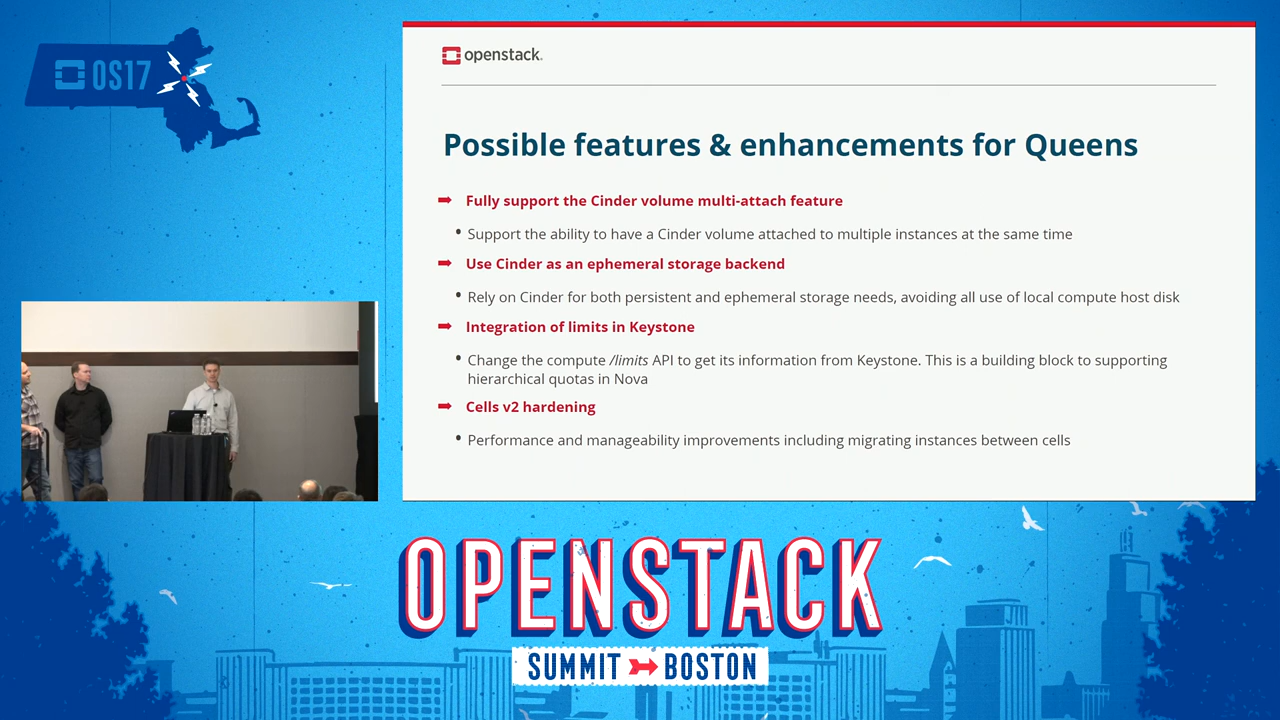 OS17
openstack.
Possible features & enhancements for Queens
Fully support the Cinder volume multi-attach feature
• Support the ability to have a Cinder volume attached to multiple instances at the same time
Use Cinder as an ephemeral storage backend
• Rely on Cinder for both persistent and ephemeral storage needs, avoiding all use of local compute host disk
Integration of limits in Keystone
• Change the compute /limits API to get its information from Keystone. This is a building block to supporting
hierarchical quotas in Nova
Cells v2 hardening
• Performance and manageability improvements including migrating instances between cells
OPENSTACK
SUMMIT BOSTON